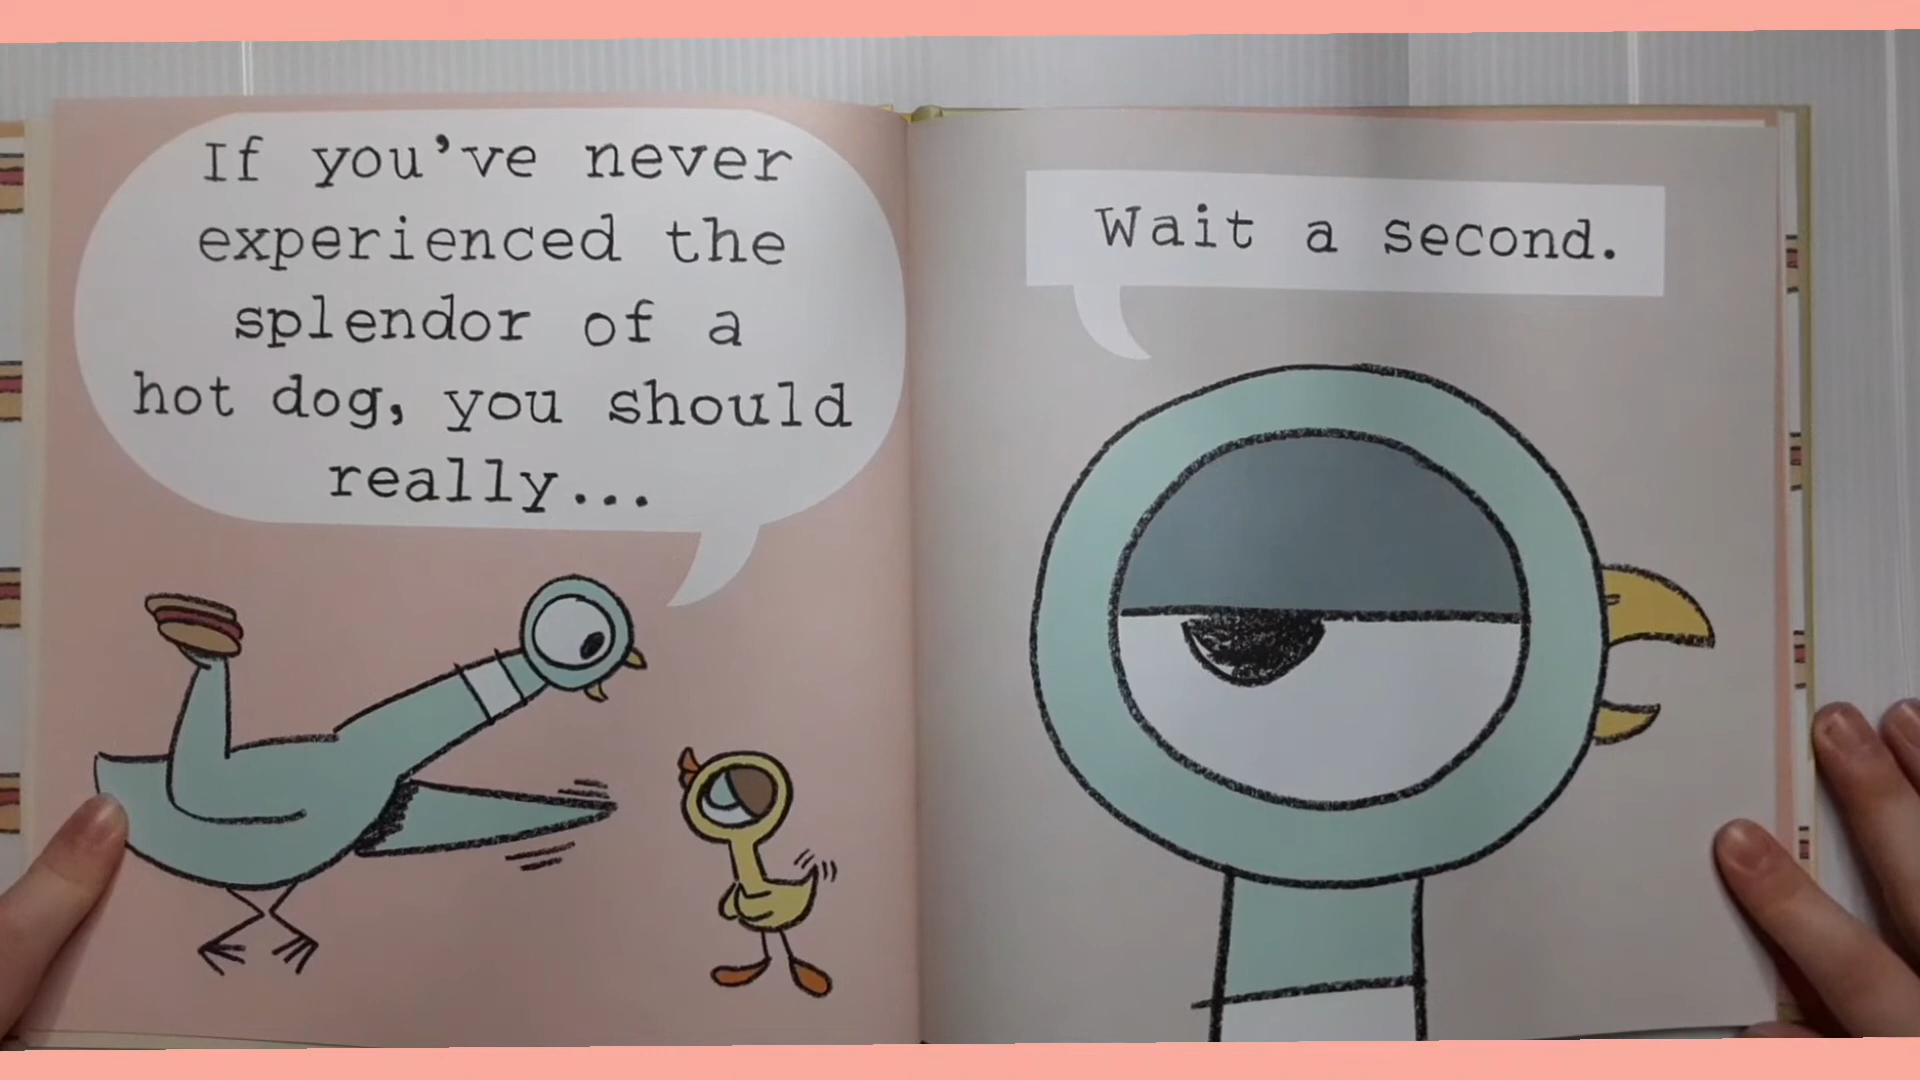 If you've never
experienced the
splendor of a
hot dog, you should
really...
Wait a second.